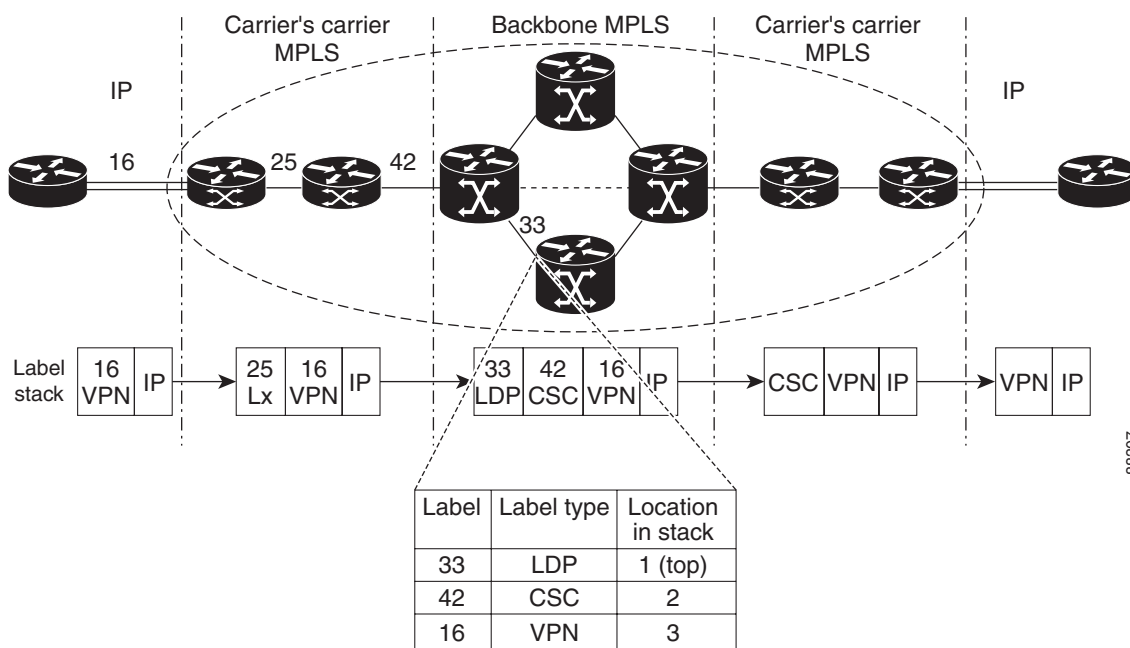 Carrier's carrier
MPLS
Backbone MPLS
Carrier's carrier
MPLS
IP
IP
16
25
42
33
Label
stack
16
VPN
IP
25
Lx
16
VPN
IP
33
LDP
42
CSC
16
VPN
IP
CSC
VPN
IP
VPN
IP
Label
Label type
Location
in stack
33
LDP
1 (top)
42
CSC
2
16
VPN
3